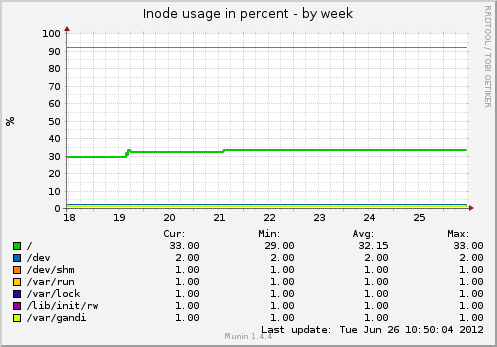 Inode usage in percent - by week
RRDTOOL / TOBI OETIKER
%
100
90
80
70
60
50
40
30
20
10
0
18 19 20 21 22 23 24 25
Cur: Min: Avg: Max:
/ 33.00 29.00 32.15 33.00
/dev 2.00 2.00 2.00 2.00
/dev/shm 1.00 1.00 1.00 1.00
/var/run 1.00 1.00 1.00 1.00
/var/lock 1.00 1.00 1.00 1.00
/lib/init/rw 1.00 1.00 1.00 1.00
/var/gandi 1.00 1.00 1.00 1.00
Last update: Tue Jun 26 10:50:04 2012
Munin 1.4.4